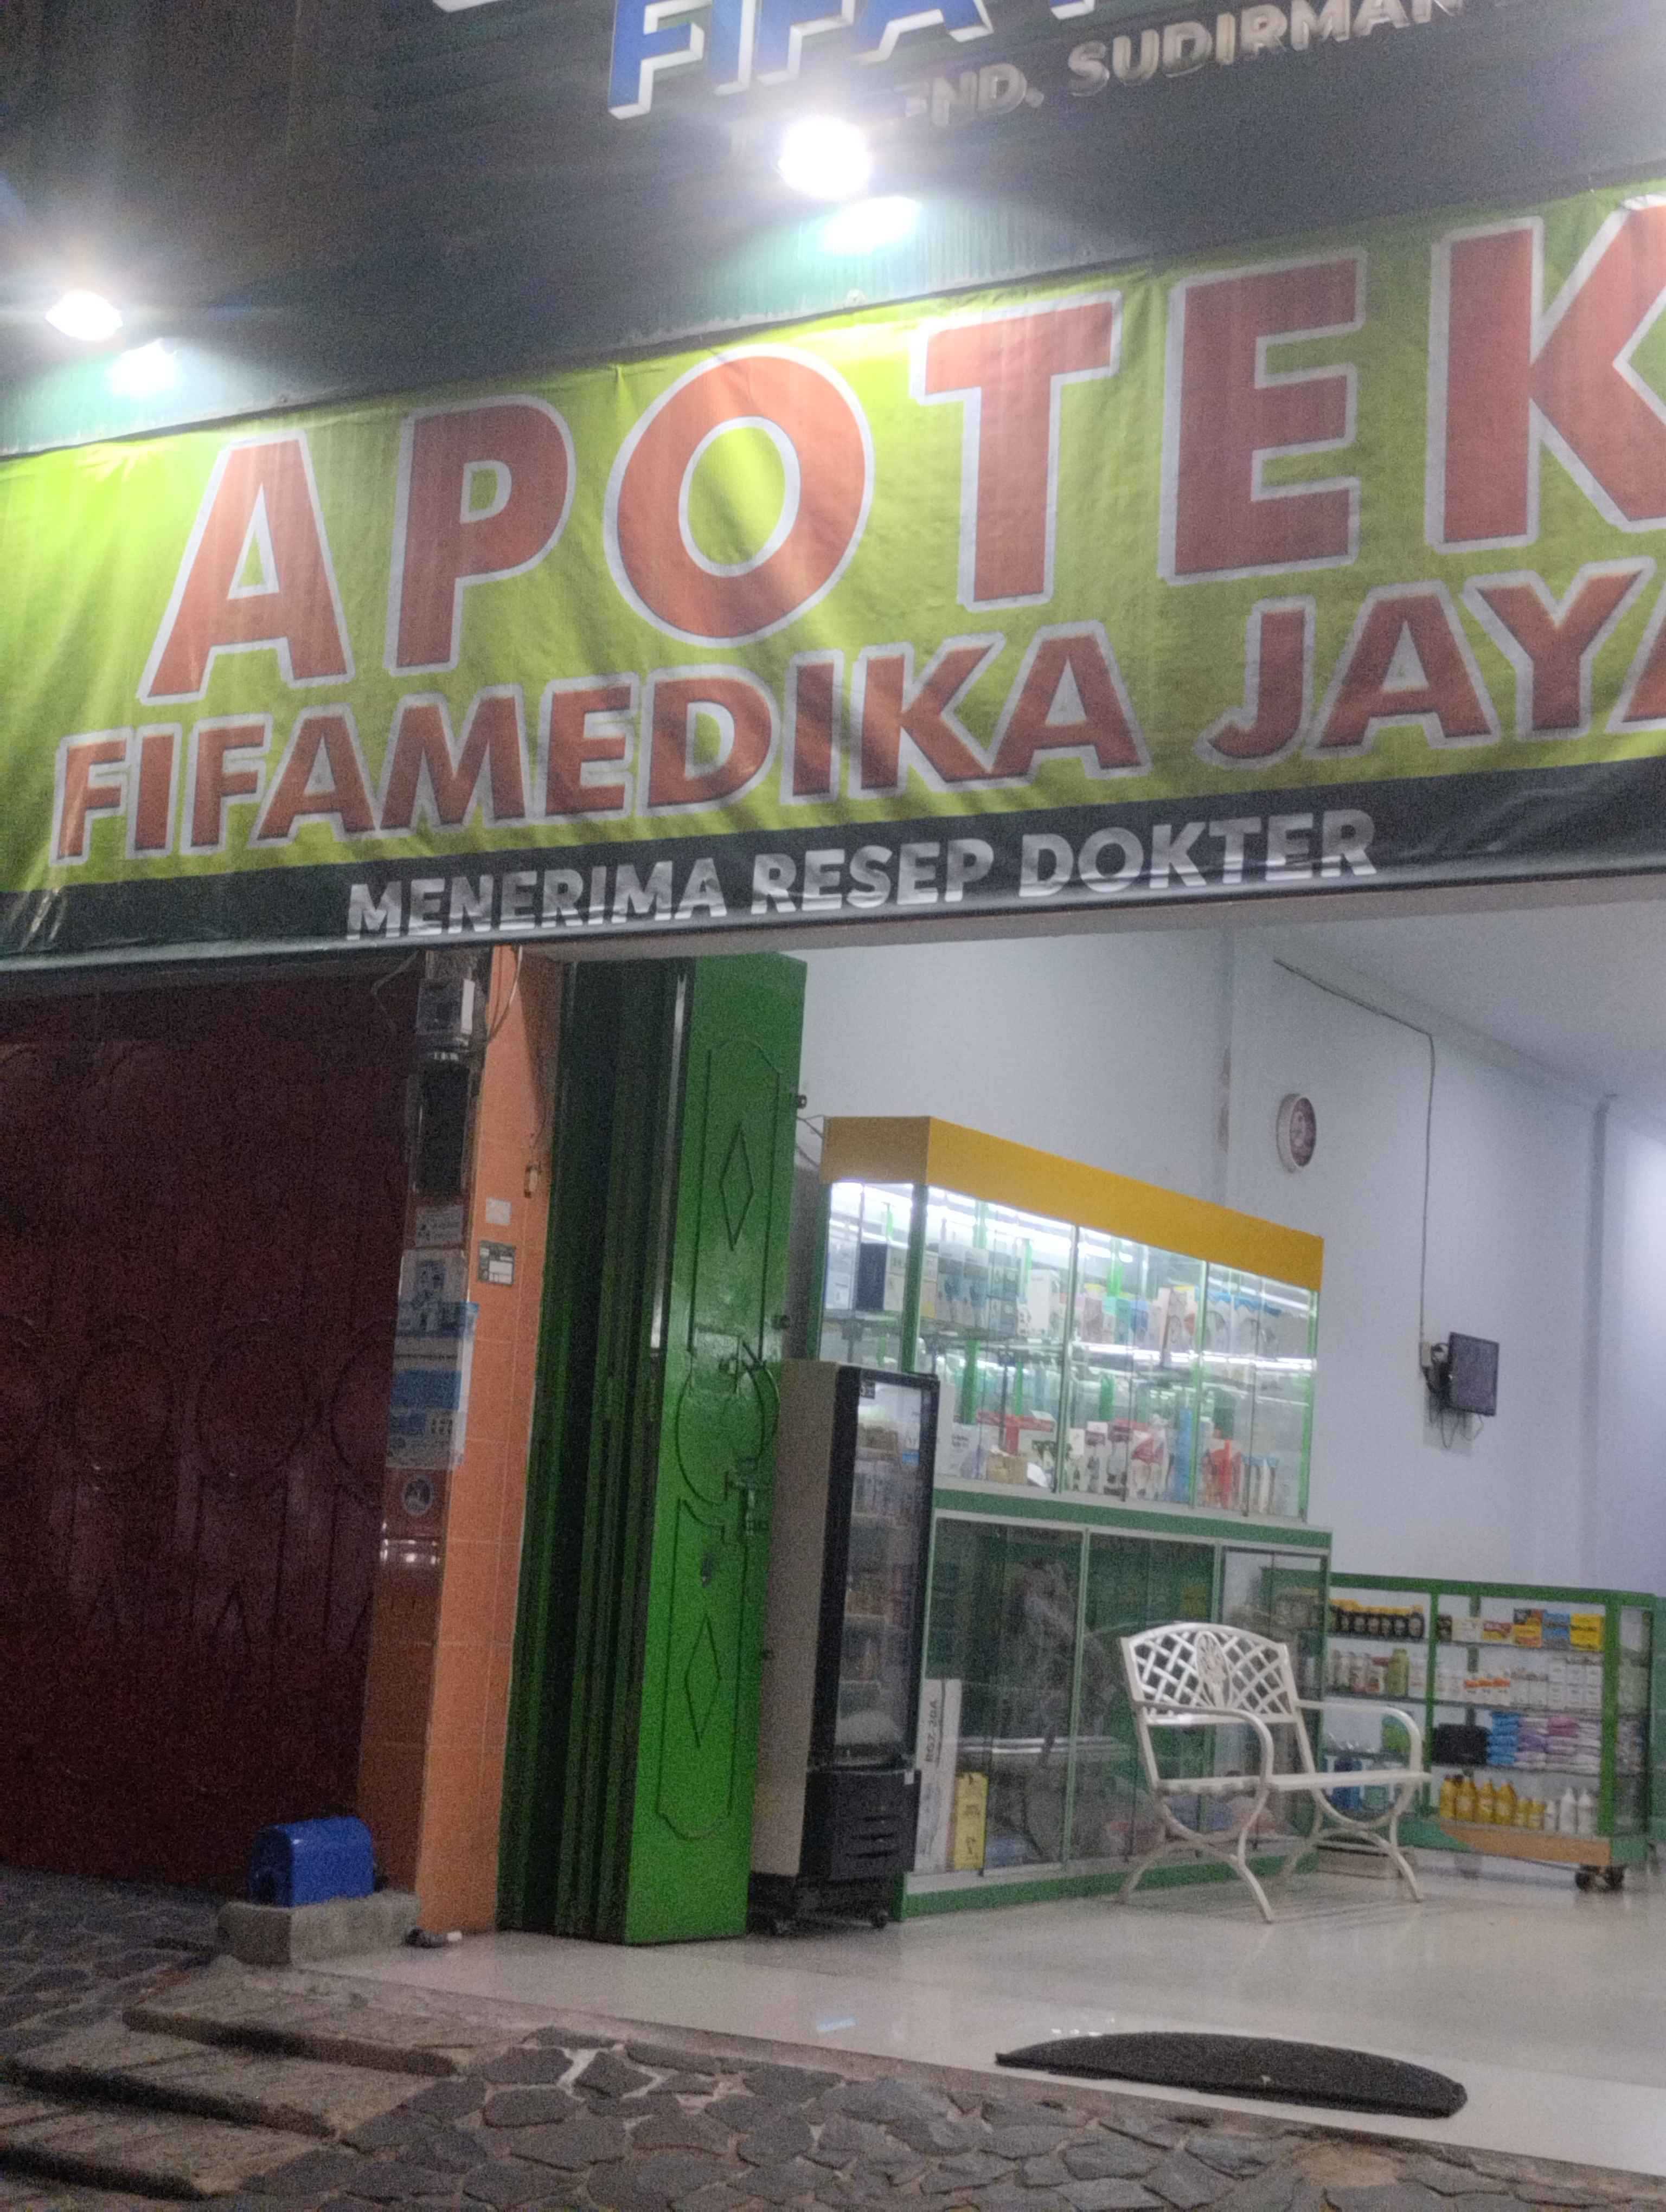 SUDIRMAN
APOTEK
FIFAMEDIKA JAYA
MENERIMA RESEP DOKTER